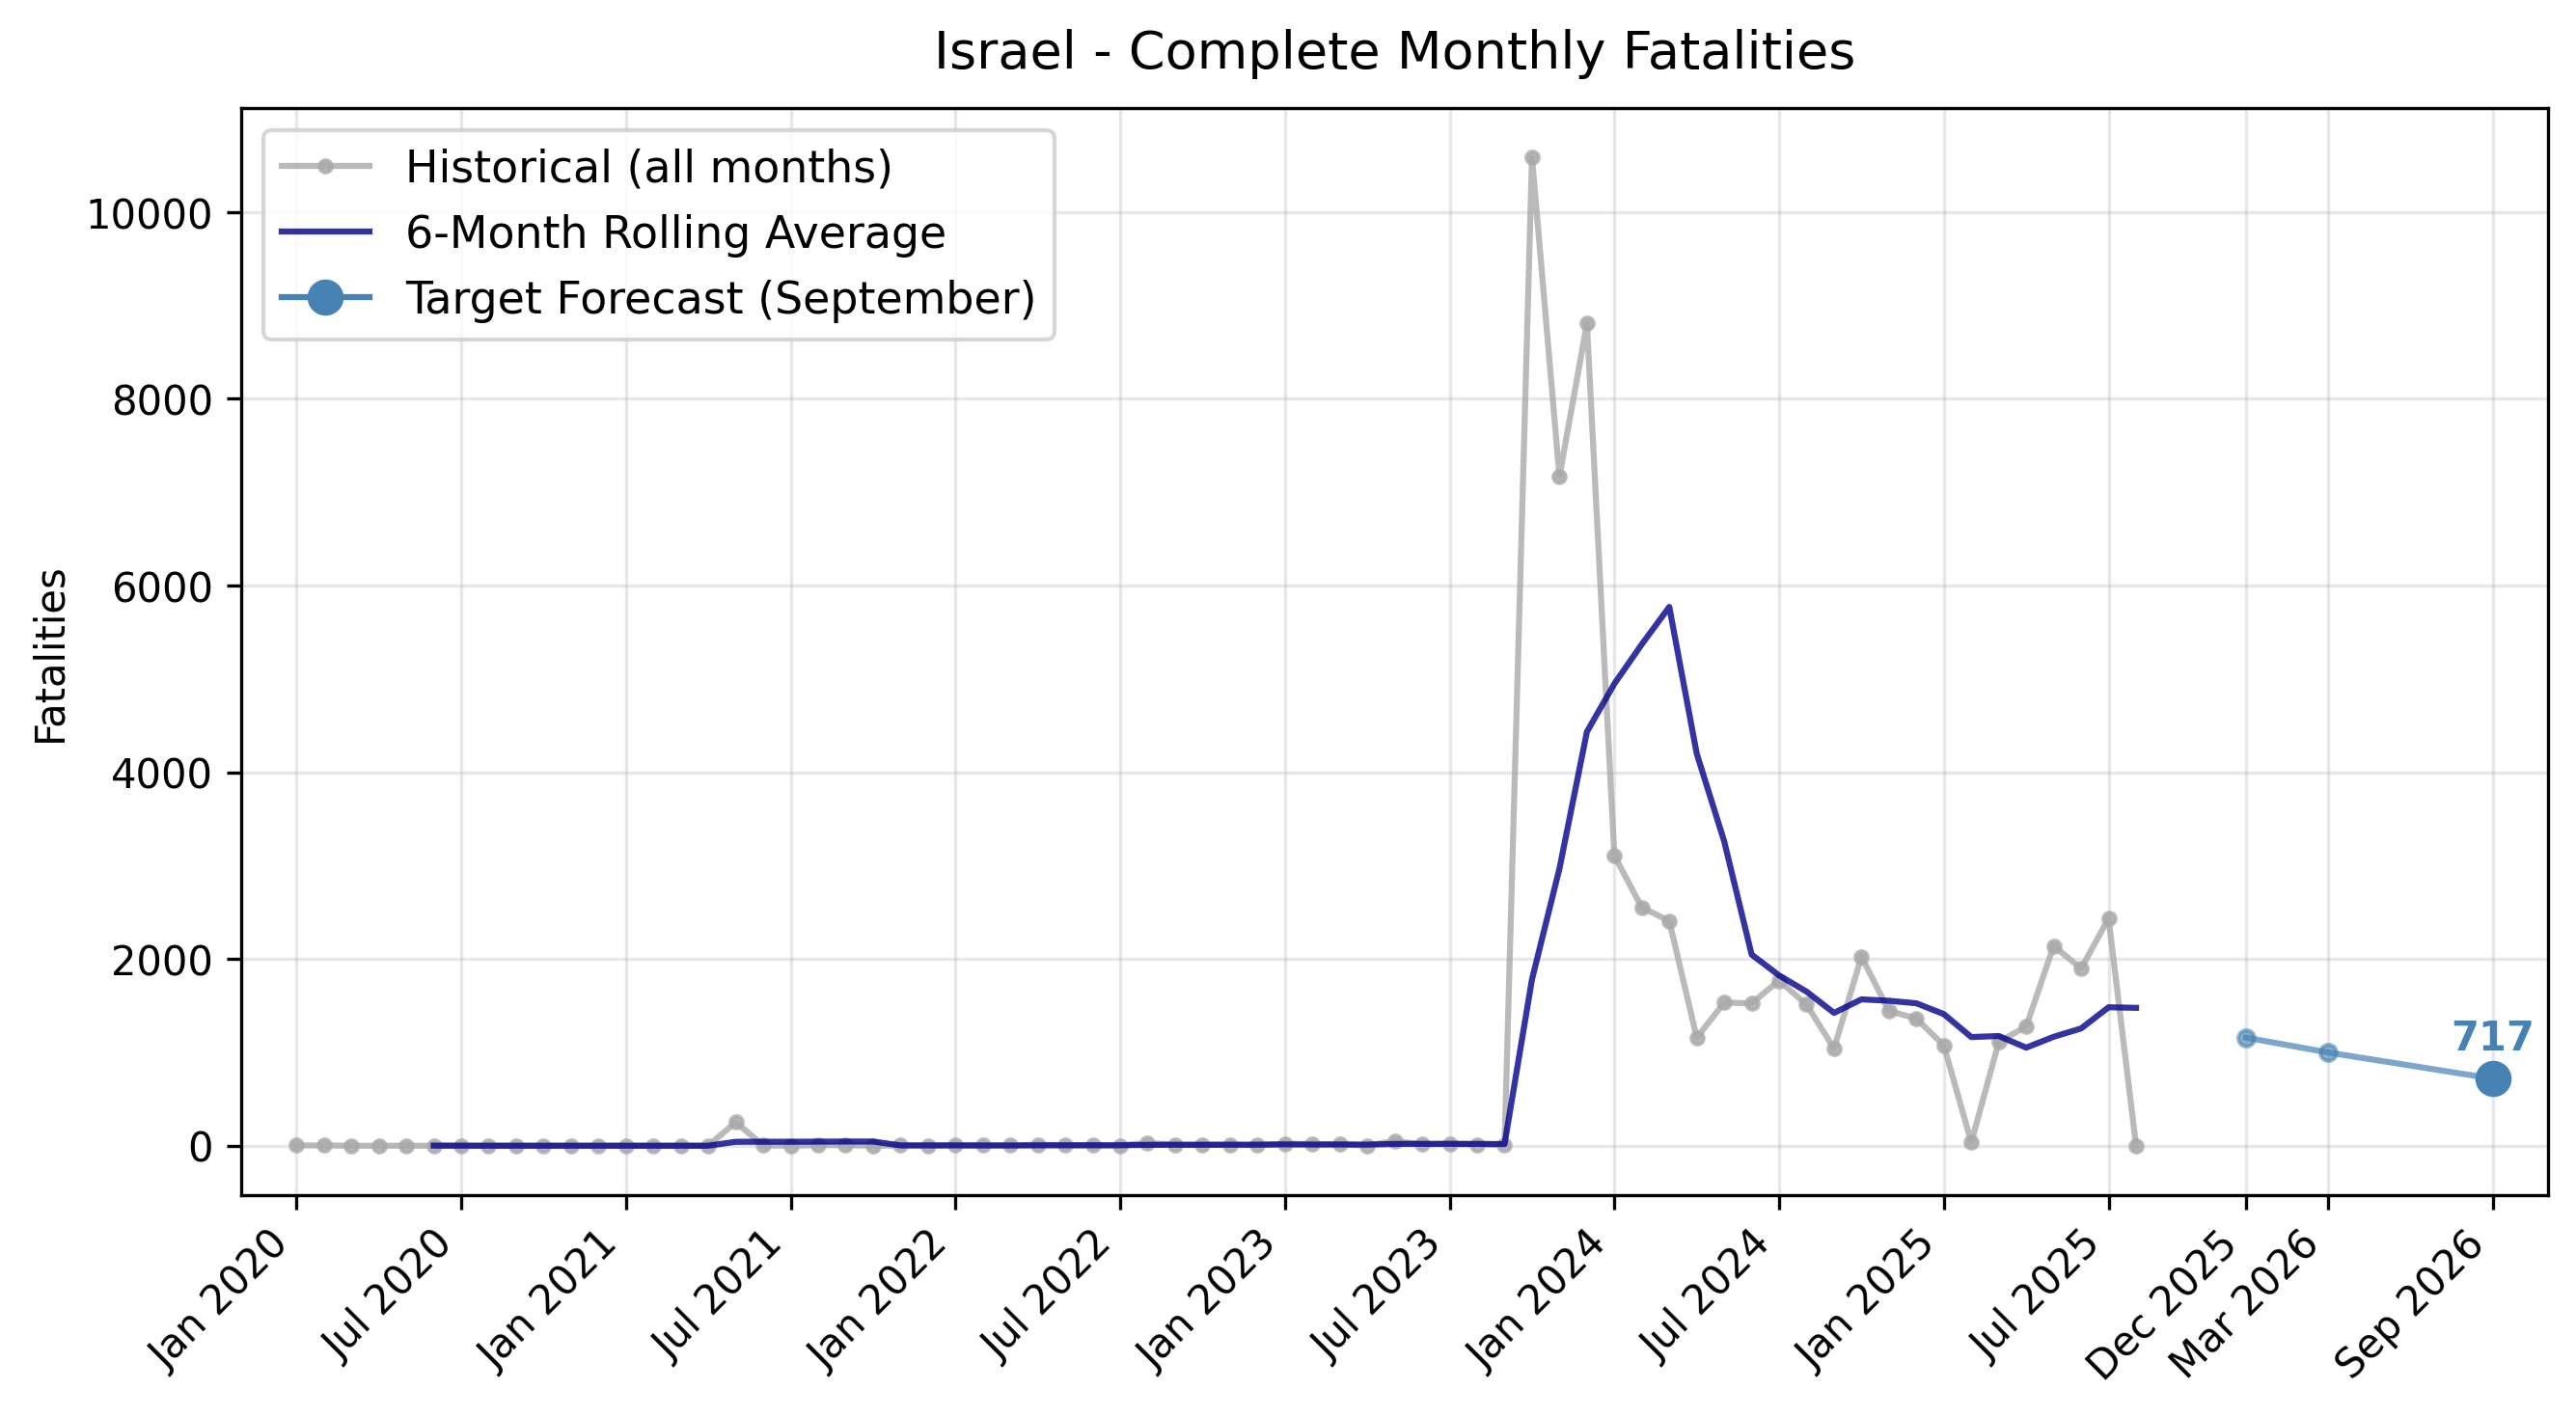 Israel - Complete Monthly Fatalities
Historical (all months)
6-Month Rolling Average
Target Forecast (September)
Fatalities
10000
8000
6000
4000
2000
0
717
Jan 2020
Jul 2020
Jan 2021
Jul 2021
Jan 2022
Jul 2022
Jan 2023
Jul 2023
Jan 2024
Jul 2024
Jan 2025
Jul 2025
Dec 2025
Mar 2026
Sep 2026